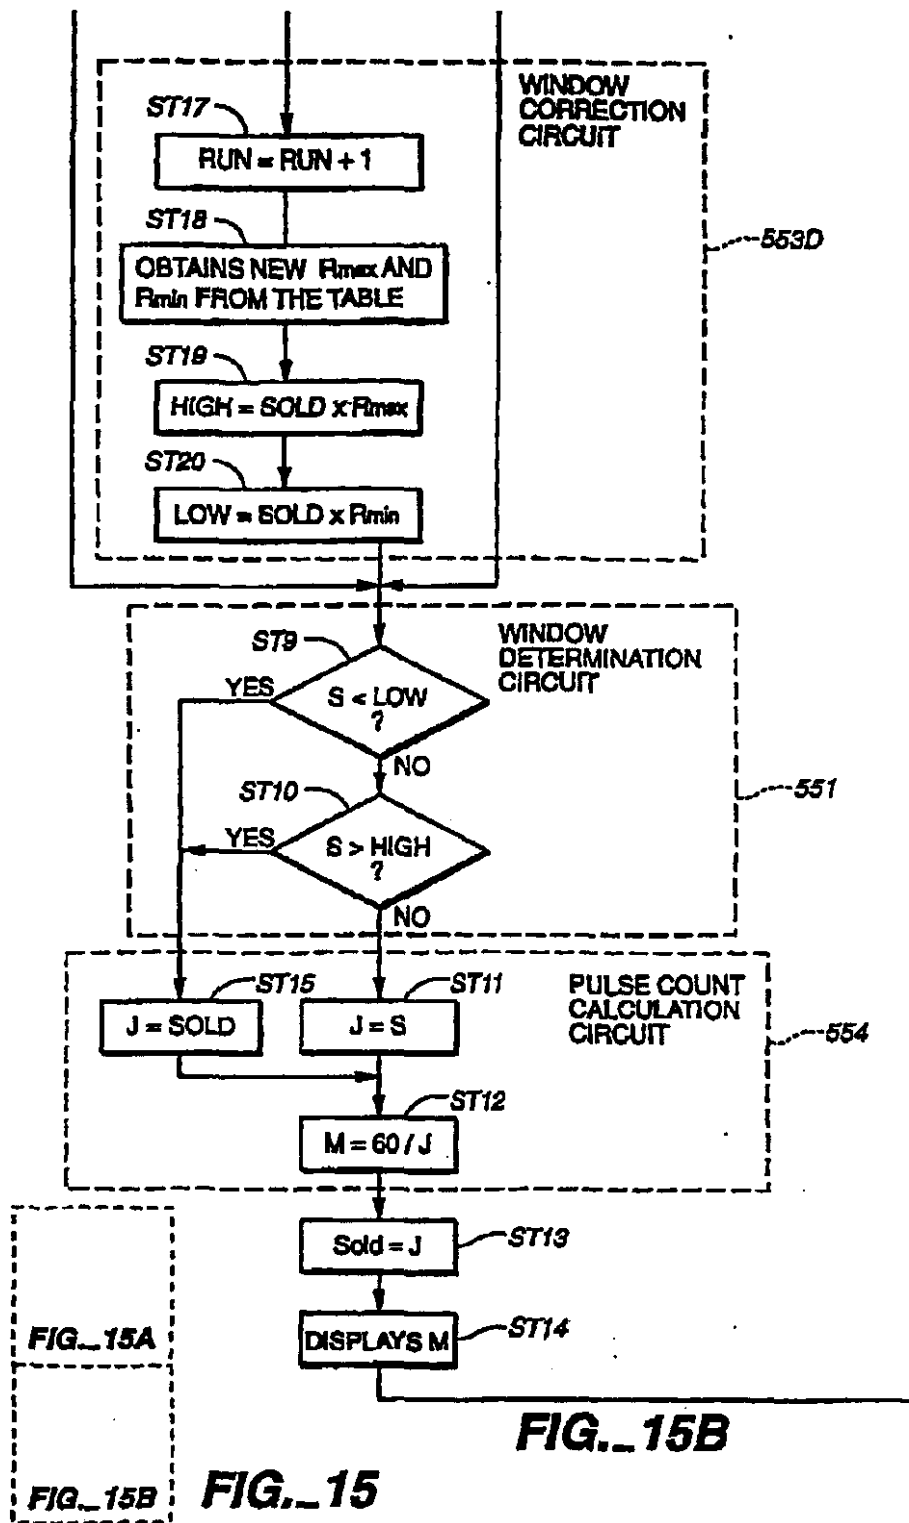 WINDOW
CORRECTION
CIRCUIT
ST17
RUN = RUN + 1
ST18
OBTAINS NEW Rmax AND
Rmin FROM THE TABLE
553D
ST19
HIGH = SOLD x Rmax
ST20
LOW = SOLD x Rmin
WINDOW
DETERMINATION
CIRCUIT
ST9
YES
S < LOW
?
NO
ST10
551
YES
S > HIGH
?
NO
PULSE COUNT
CALCULATION
CIRCUIT
ST15
ST11
J = SOLD
J = S
554
ST12
M = 60 / J
Sold = J
ST13
DISPLAYS M
ST14
FIG._15A
FIG._15B
FIG._15B
FIG._15